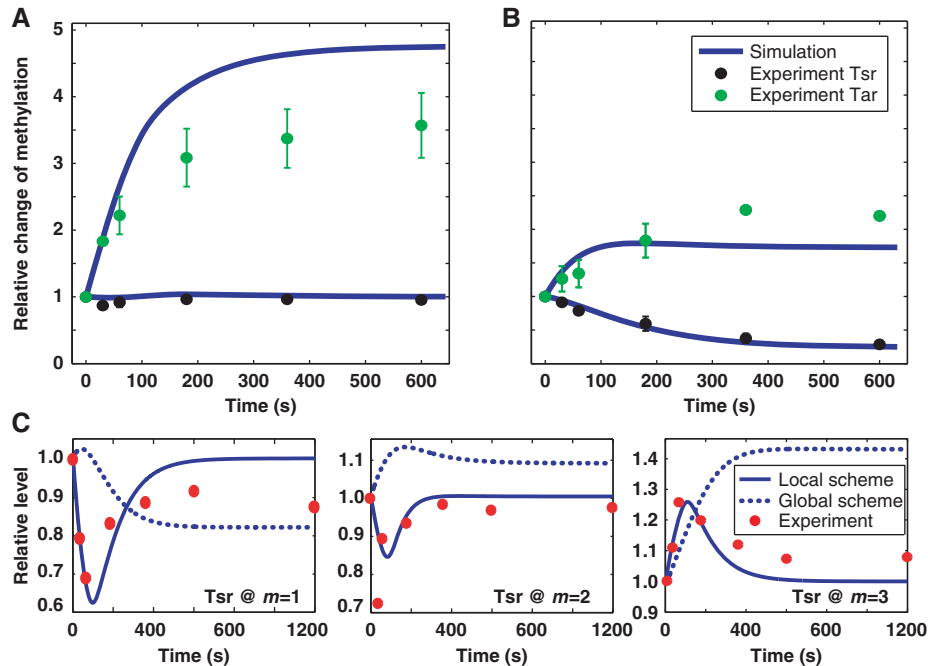 A
B
Relative change of methylation
5
4
3
2
1
0
0 100 200 300 400 500 600
Time (s)
Simulation
Experiment Tsr
Experiment Tar
0 100 200 300 400 500 600
Time (s)
C
Relative level
1.0
0.9
0.8
0.7
0.6
0 400 600 1200
Time (s)
Tsr @ m=1
1.1
1.0
0.9
0.8
0.7
0 400 600 1200
Time (s)
Tsr @ m=2
1.4
1.3
1.2
1.1
1.0
0.9
0 400 600 1200
Time (s)
Local scheme
Global scheme
Experiment
Tsr @ m=3